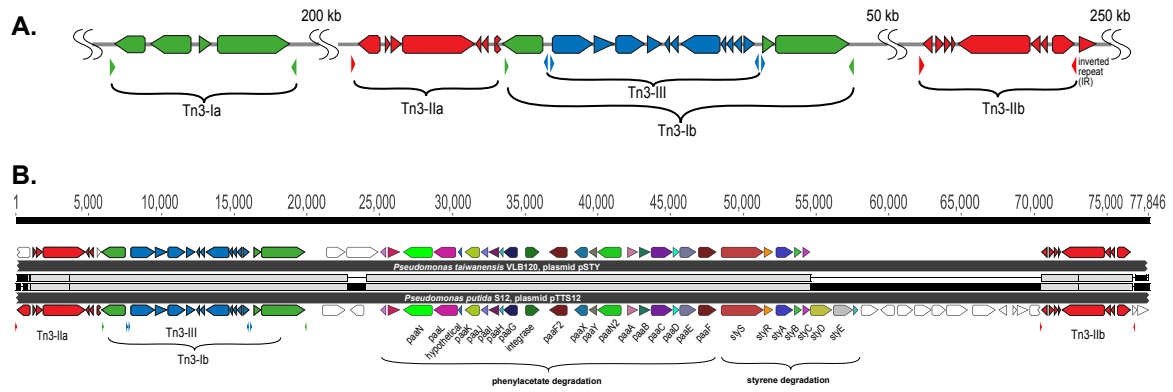 A.
200 kb
50 kb
250 kb
inverted
repeat
(IR)
Tn3-Ia
Tn3-IIa
Tn3-III
Tn3-Ib
Tn3-IIb
B.
1 5,000 10,000 15,000 20,000 25,000 30,000 35,000 40,000 45,000 50,000 55,000 60,000 65,000 70,000 75,000 77,846
Pseudomonas taiwanensis VLB120, plasmid pSTY
Pseudomonas putida S12, plasmid pTTS12
Tn3-IIa
Tn3-III
Tn3-Ib
paaN
paaL
hypothetical
paaK
paaJ
paaI
paaH
paaG
integrase
paaF2
paaX
paaY
paaN2
paaA
paaB
paaC
paaD
paaE
paaF
styS
styR
styA
styB
styC
styD
styE
Tn3-IIb
phenylacetate degradation
styrene degradation